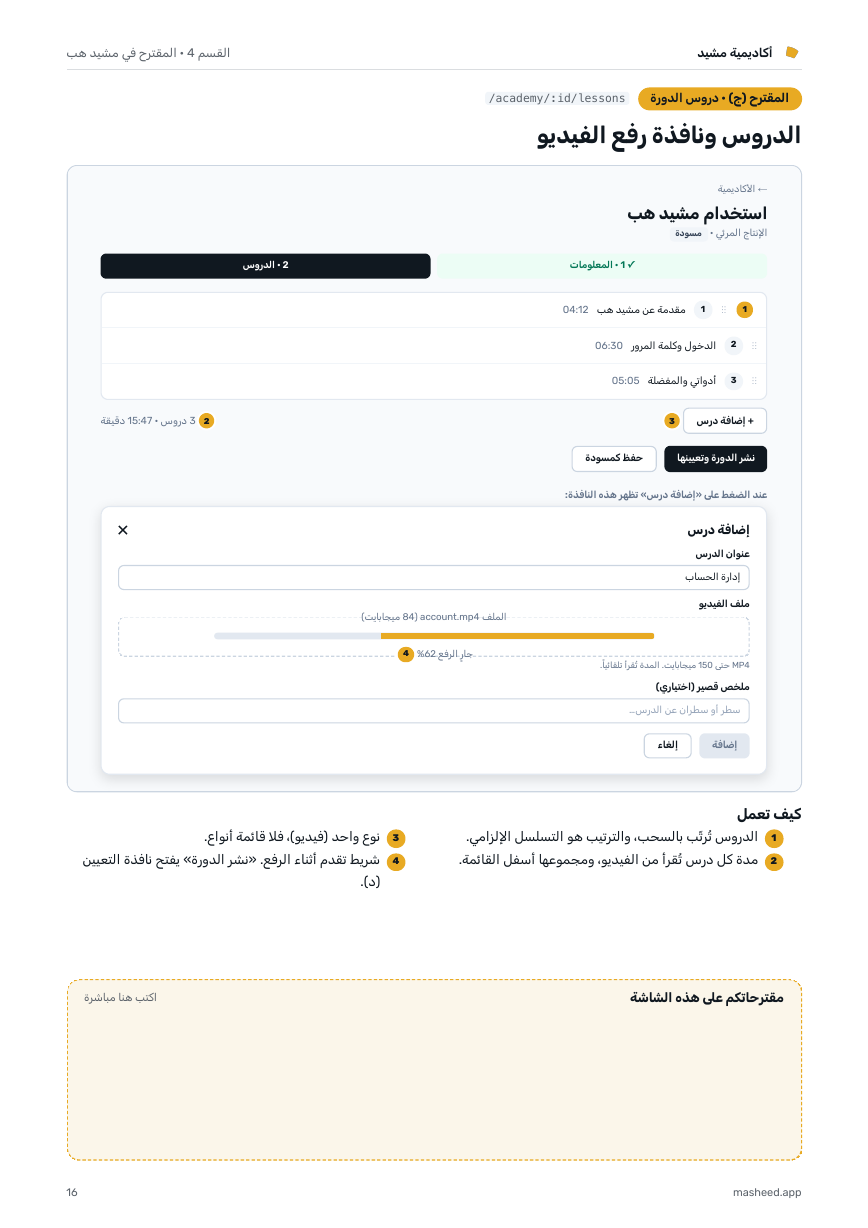 أكاديمية مشيد
القسم 4 • المقترح في مشيد هب
المقترح (ج) • دروس الدورة /academy/:id/lessons
الدروس ونافذة رفع الفيديو
← الأكاديمية
استخدام مشيد هب
الإنتاج المرئي • مسودة
✓ 1 • المعلومات
2 • الدروس
1 1 مقدمة عن مشيد هب 04:12
2 الدخول وكلمة المرور 06:30
3 أدواتي والمفضلة 05:05
+ إضافة درس 3
2 3 دروس • 15:47 دقيقة
نشر الدورة وتعيينها
حفظ كمسودة
عند الضغط على «إضافة درس» تظهر هذه النافذة:
إضافة درس ✕
عنوان الدرس
إدارة الحساب
ملف الفيديو
الملف account.mp4 (84 ميجابايت)
جارٍ الرفع 62% 4
MP4 حتى 150 ميجابايت. المدة تُقرأ تلقائياً.
ملخص قصير (اختياري)
سطر أو سطران عن الدرس…
إضافة
إلغاء
كيف تعمل
1 الدروس تُرتّب بالسحب، والترتيب هو التسلسل الإلزامي.
2 مدة كل درس تُقرأ من الفيديو، ومجموعها أسفل القائمة.
3 نوع واحد (فيديو)، فلا قائمة أنواع.
4 شريط تقدم أثناء الرفع. «نشر الدورة» يفتح نافذة التعيين
(د).
مقترحاتكم على هذه الشاشة
اكتب هنا مباشرة
masheed.app
16